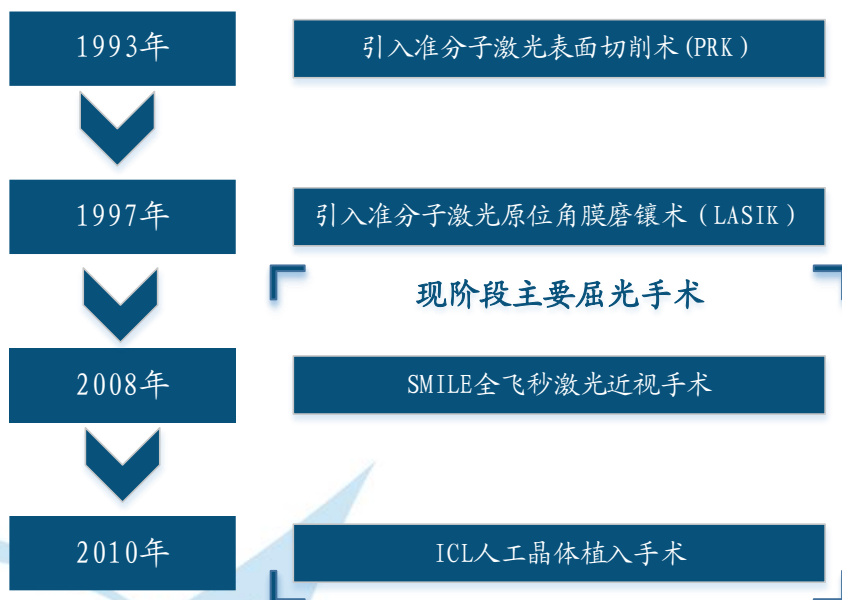 1993年
引入准分子激光表面切削术(PRK)
1997年
引入准分子激光原位角膜磨镶术(LASIK)
现阶段主要屈光手术
2008年
SMILE全飞秒激光近视手术
2010年
ICL人工晶体植入手术